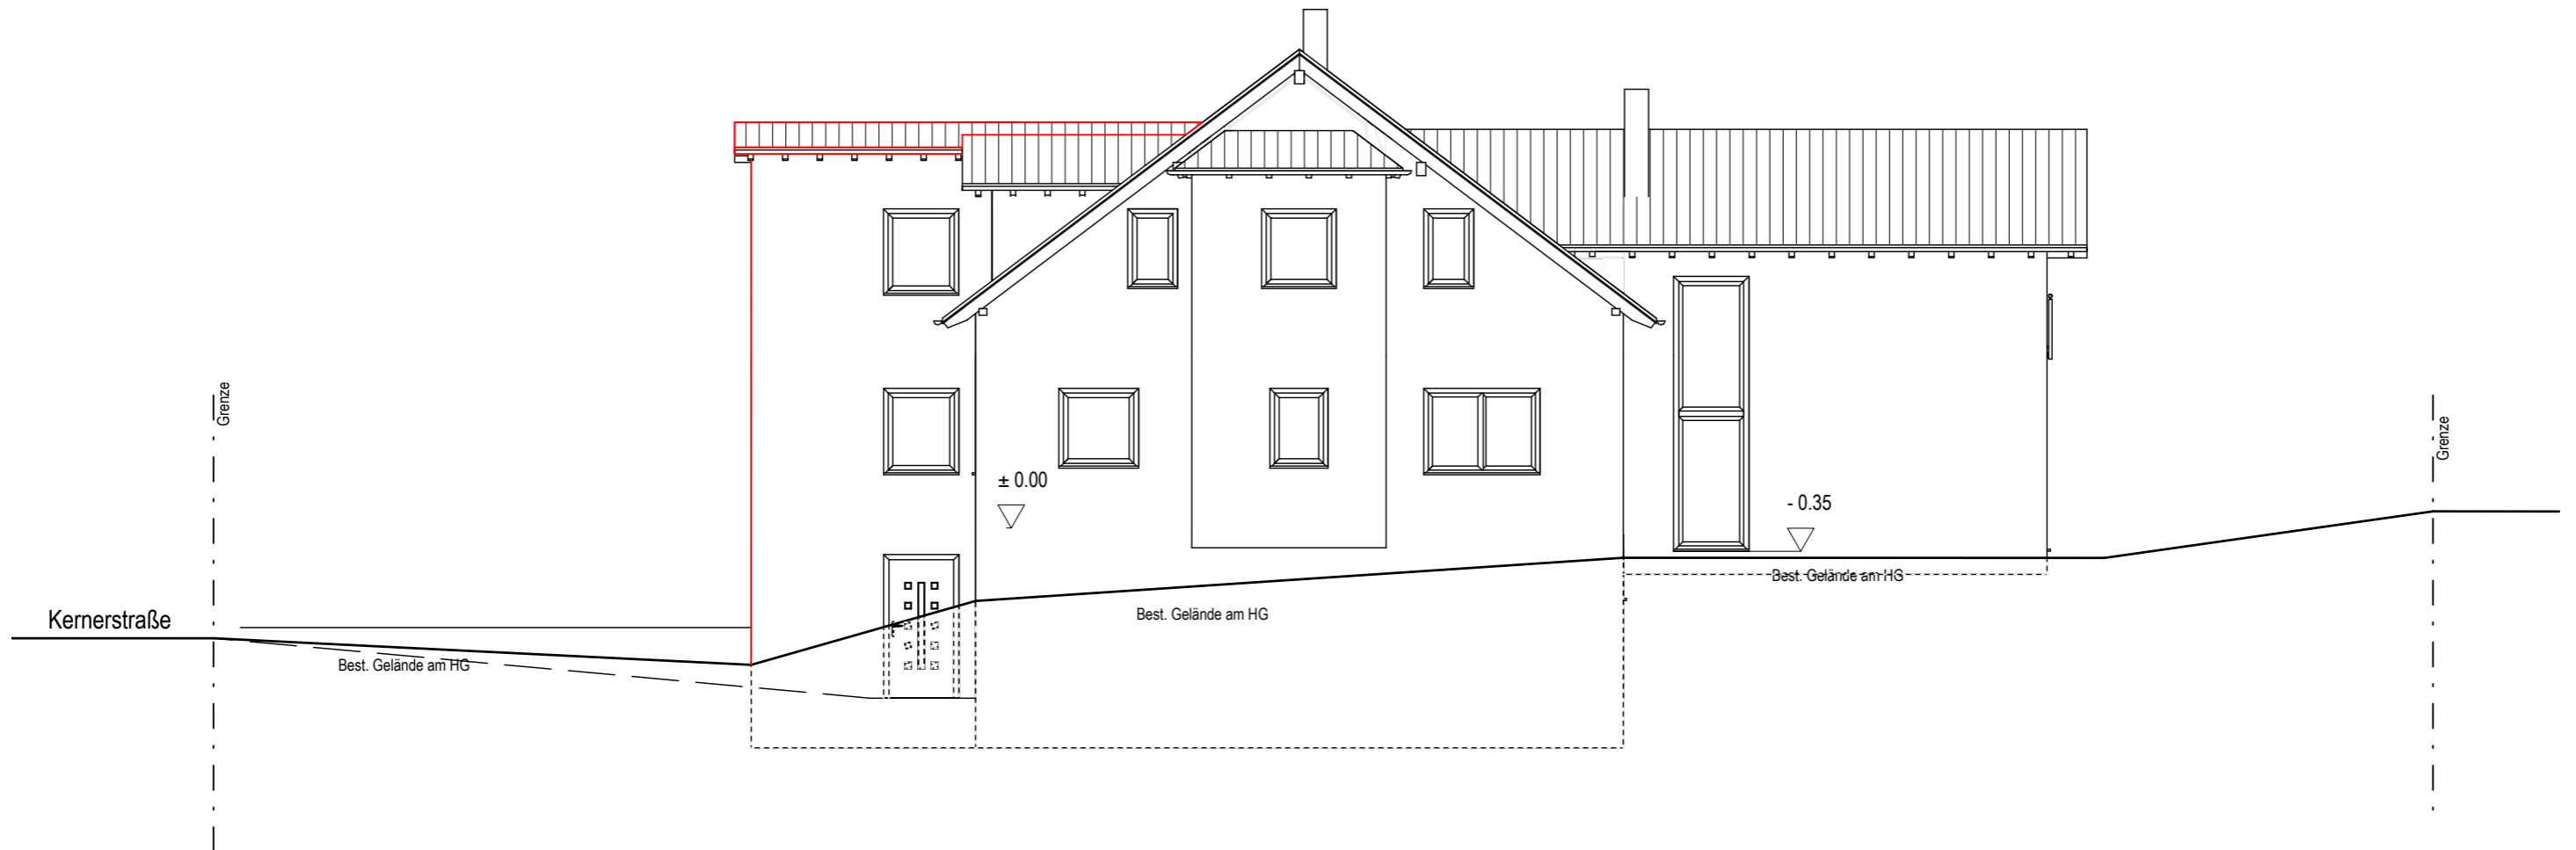 Grenze
Grenze
± 0.00
- 0.35
Best. Gelände am HG
Kernerstraße
Best. Gelände am HG
Best. Gelände am HG